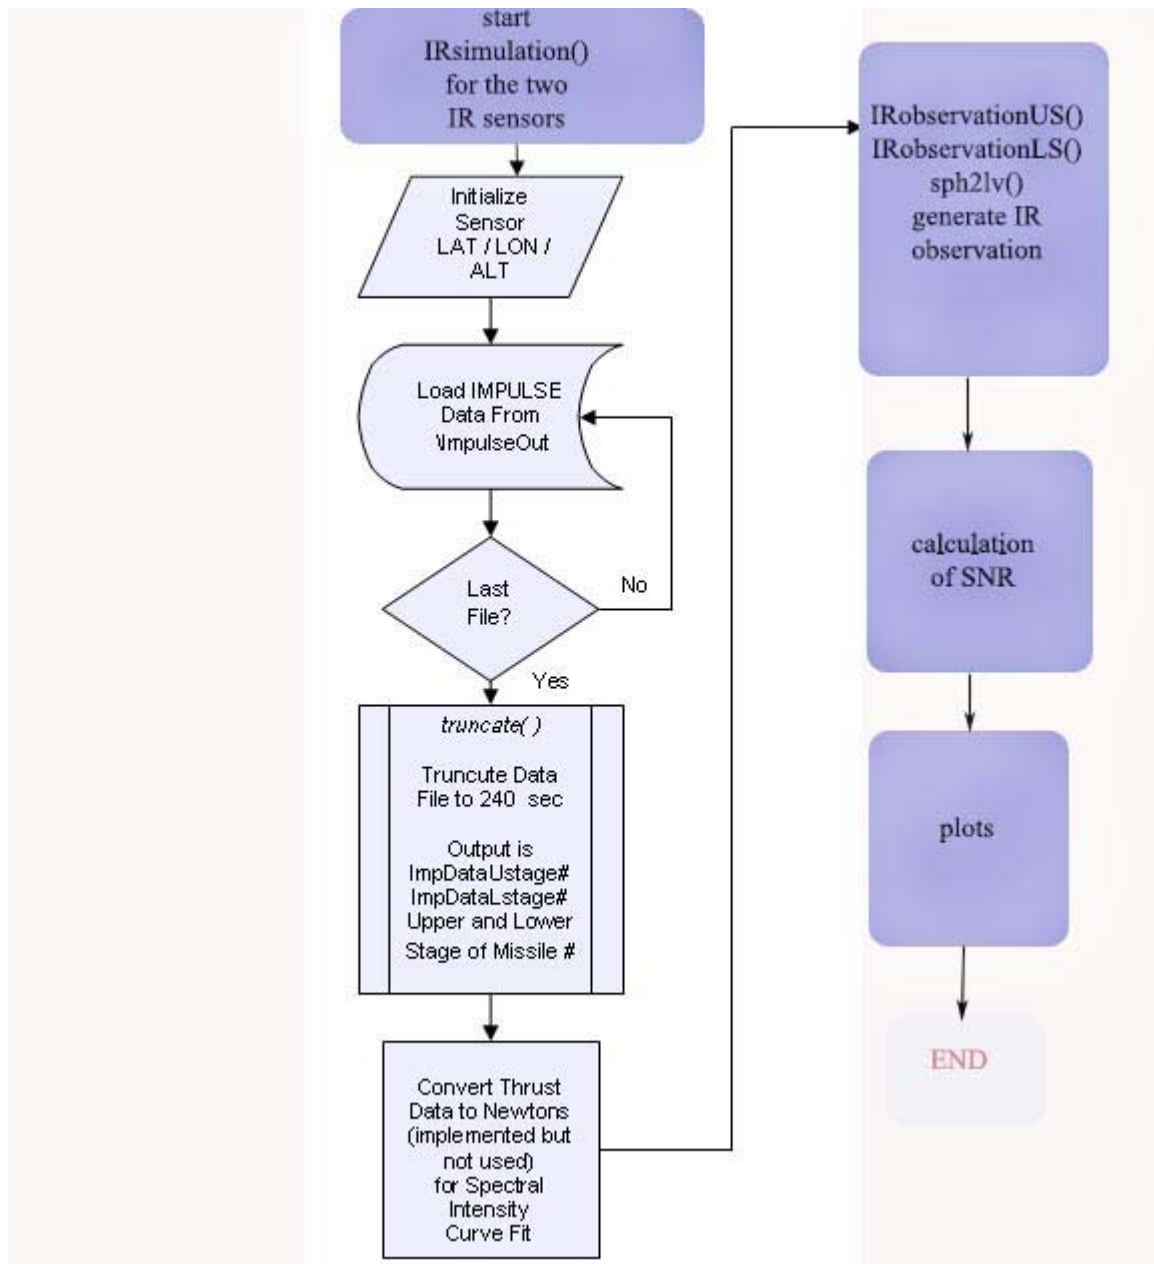 start
IRsimulation()
for the two
IR sensors
Initialize
Sensor
LAT / LON /
ALT
Load IMPULSE
Data From
\ImpulseOut
Last
File?
No
Yes
truncate( )
Truncute Data
File to 240 sec
Output is
ImpDataUstage#
ImpDataLstage#
Upper and Lower
Stage of Missile #
Convert Thrust
Data to Newtons
(implemented but
not used)
for Spectral
Intensity
Curve Fit
IRobservationUS()
IRobservationLS()
sph2lv()
generate IR
observation
calculation
of SNR
plots
END